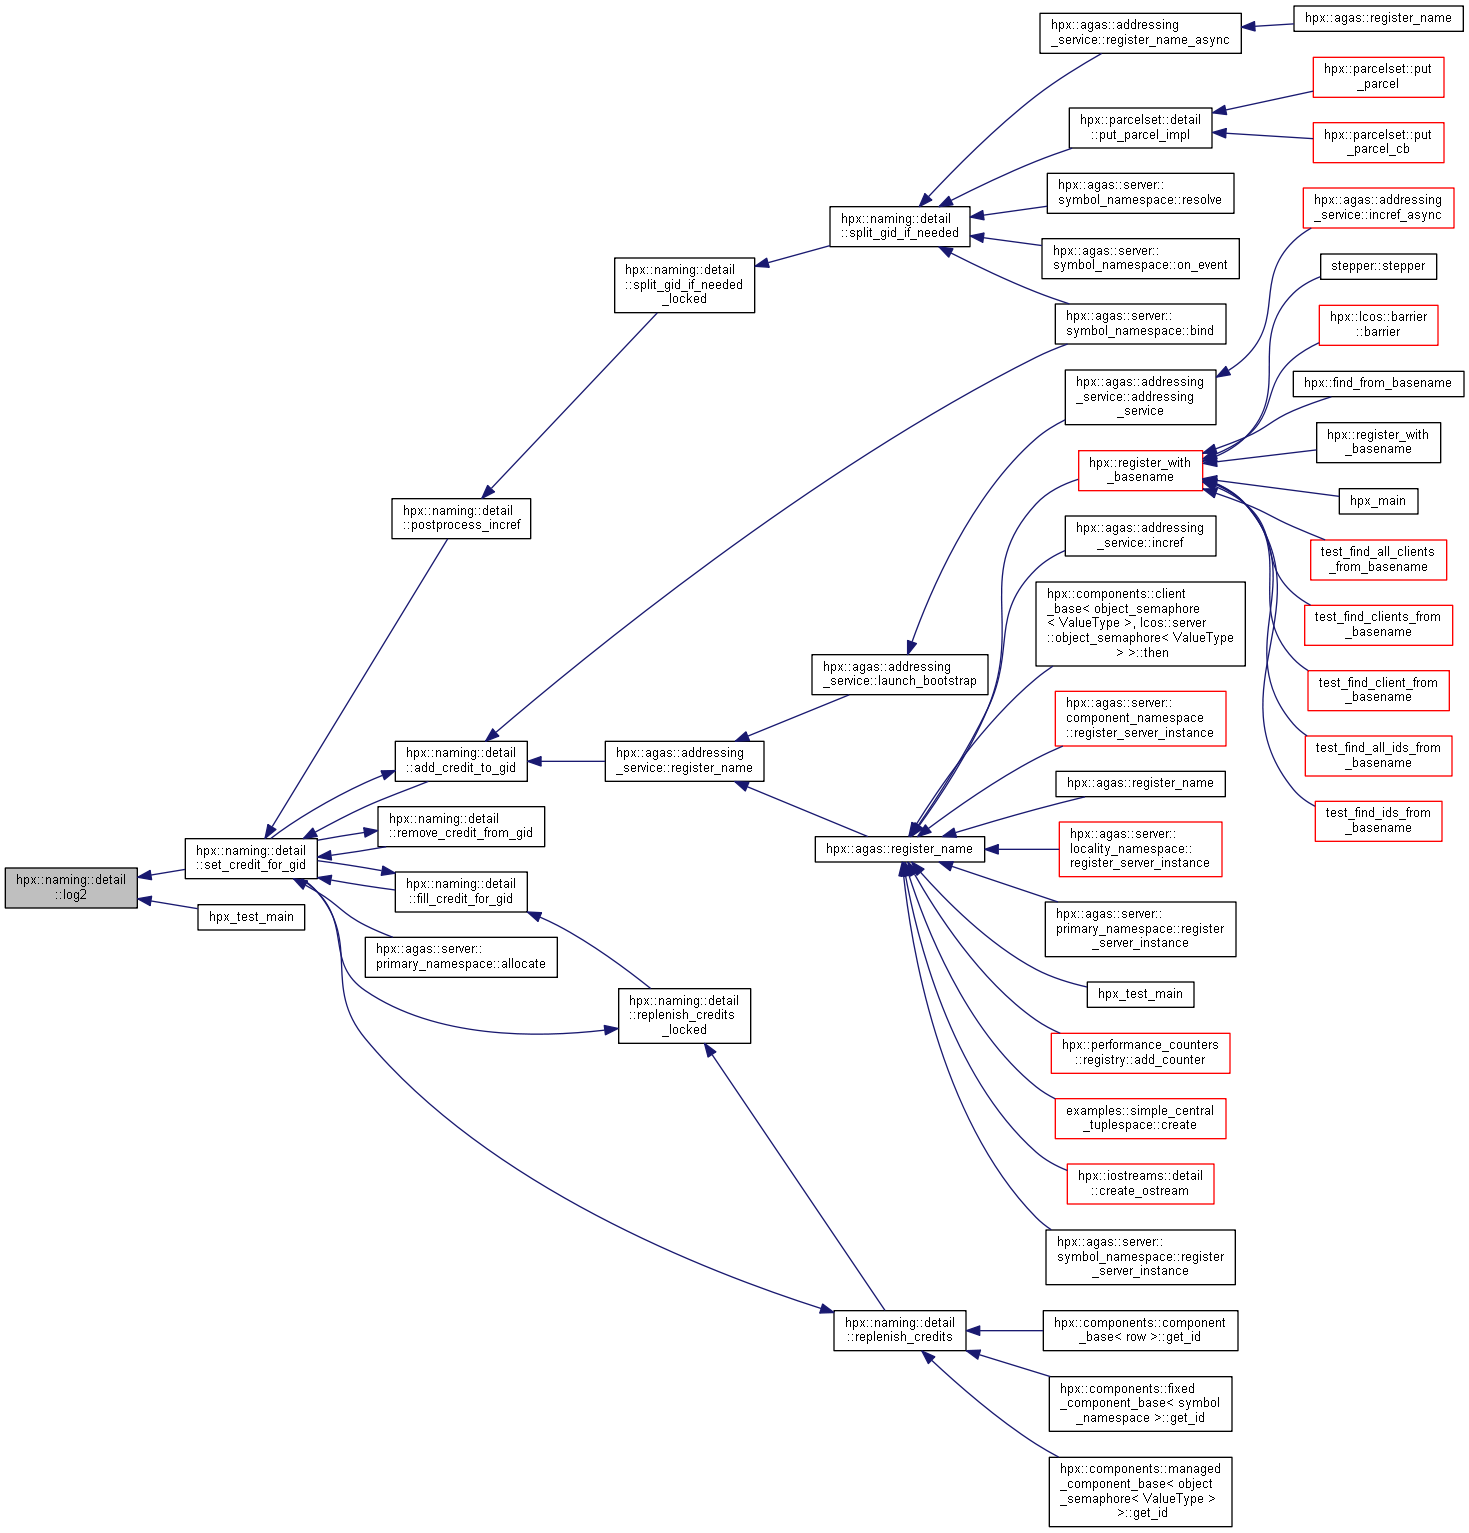 hpx::naming::detail
::log2
hpx::naming::detail
::set_credit_for_gid
hpx_test_main
hpx::naming::detail
::postprocess_incref
hpx::naming::detail
::add_credit_to_gid
hpx::naming::detail
::remove_credit_from_gid
hpx::naming::detail
::fill_credit_for_gid
hpx::agas::server::
primary_namespace::allocate
hpx::naming::detail
::split_gid_if_needed
_locked
hpx::agas::addressing
_service::register_name
hpx::naming::detail
::replenish_credits
_locked
hpx::naming::detail
::split_gid_if_needed
hpx::agas::addressing
_service::launch_bootstrap
hpx::agas::register_name
hpx::naming::detail
::replenish_credits
hpx::agas::addressing
_service::register_name_async
hpx::parcelset::detail
::put_parcel_impl
hpx::agas::server::
symbol_namespace::resolve
hpx::agas::server::
symbol_namespace::on_event
hpx::agas::server::
symbol_namespace::bind
hpx::agas::addressing
_service::addressing
_service
hpx::register_with
_basename
hpx::agas::addressing
_service::incref
hpx::components::client
_base< object_semaphore
< ValueType >, lcos::server
::object_semaphore< ValueType
> >::then
hpx::agas::server::
component_namespace
::register_server_instance
hpx::agas::register_name
hpx::agas::server::
locality_namespace::
register_server_instance
hpx::agas::server::
primary_namespace::register
_server_instance
hpx_test_main
hpx::performance_counters
::registry::add_counter
examples::simple_central
_tuplespace::create
hpx::iostreams::detail
::create_ostream
hpx::agas::server::
symbol_namespace::register
_server_instance
hpx::components::component
_base< row >::get_id
hpx::components::fixed
_component_base< symbol
_namespace >::get_id
hpx::components::managed
_component_base< object
_semaphore< ValueType >
>::get_id
hpx::agas::register_name
hpx::parcelset::put
_parcel
hpx::parcelset::put
_parcel_cb
hpx::agas::addressing
_service::incref_async
stepper::stepper
hpx::lcos::barrier
::barrier
hpx::find_from_basename
hpx::register_with
_basename
hpx_main
test_find_all_clients
_from_basename
test_find_clients_from
_basename
test_find_client_from
_basename
test_find_all_ids_from
_basename
test_find_ids_from
_basename